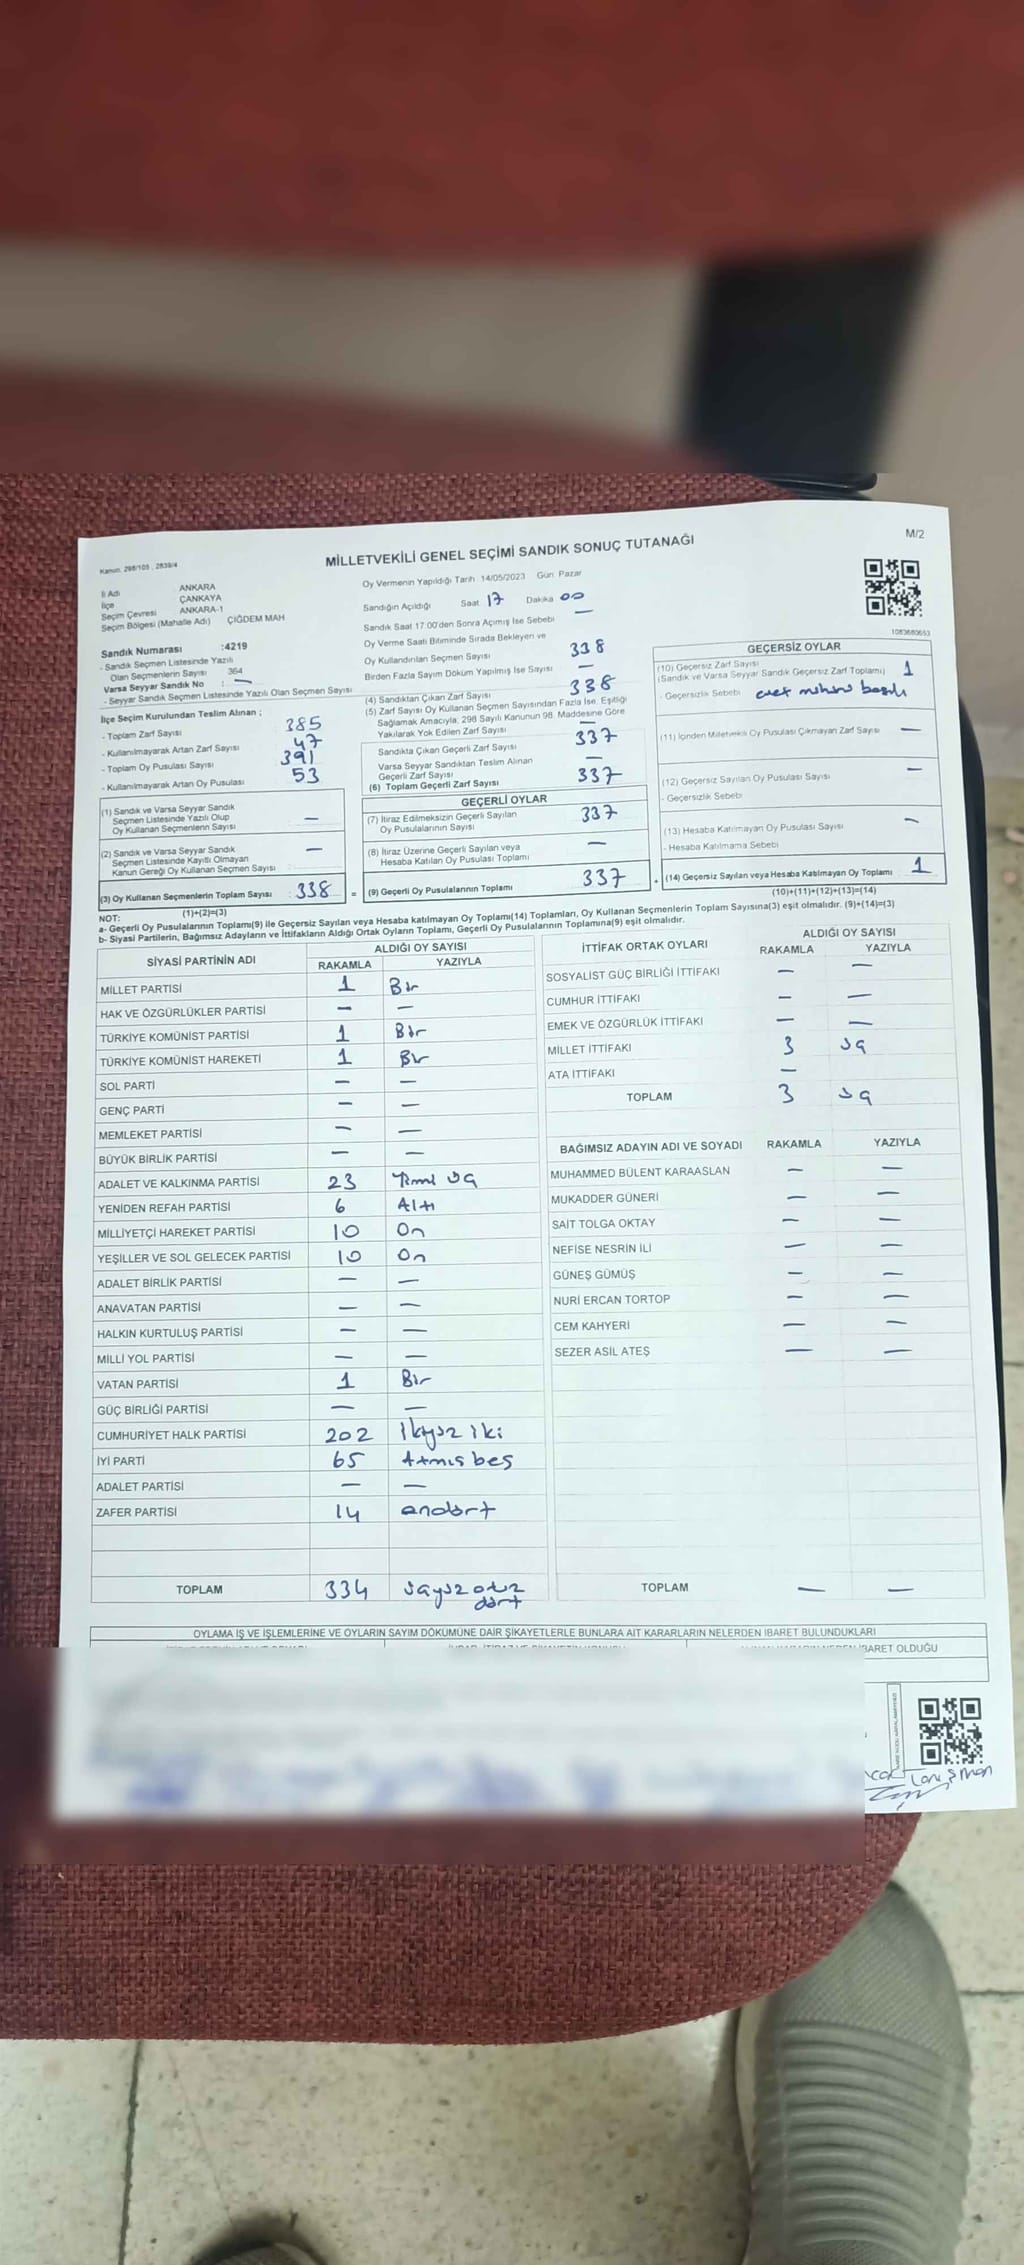 M/2
Kanun: 298/105 , 2839/4
MİLLETVEKİLİ GENEL SEÇİMİ SANDIK SONUÇ TUTANAĞI
İl Adı : ANKARA
İlçe : ÇANKAYA
Seçim Çevresi : ANKARA-1
Seçim Bölgesi (Mahalle Adı) : ÇİĞDEM MAH
Oy Vermenin Yapıldığı Tarih 14/05/2023 Gün: Pazar
Sandığın Açıldığı Saat 17 Dakika 00
Sandık Saat 17.00'den Sonra Açılmış İse Sebebi —
Sandık Numarası :4219
- Sandık Seçmen Listesinde Yazılı
Olan Seçmenlerin Sayısı 364
Varsa Seyyar Sandık No : —
- Seyyar Sandık Seçmen Listesinde Yazılı Olan Seçmen Sayısı
Oy Verme Saati Bitiminde Sırada Bekleyen ve
Oy Kullandırılan Seçmen Sayısı 338
Birden Fazla Sayım Döküm Yapılmış İse Sayısı —
İlçe Seçim Kurulundan Teslim Alınan ;
- Toplam Zarf Sayısı 385
- Kullanılmayarak Artan Zarf Sayısı 47
- Toplam Oy Pusulası Sayısı 391
- Kullanılmayarak Artan Oy Pusulası 53
(4) Sandıktan Çıkan Zarf Sayısı 338
(5) Zarf Sayısı Oy Kullanan Seçmen Sayısından Fazla İse, Eşitliği
Sağlamak Amacıyla, 298 Sayılı Kanunun 98. Maddesine Göre
Yakılarak Yok Edilen Zarf Sayısı —
Sandıkta Çıkan Geçerli Zarf Sayısı 337
Varsa Seyyar Sandıktan Teslim Alınan
Geçerli Zarf Sayısı —
(6) Toplam Geçerli Zarf Sayısı 337
1083680653
GEÇERSİZ OYLAR
(10) Geçersiz Zarf Sayısı 1
(Sandık ve Varsa Seyyar Sandık Geçersiz Zarf Toplamı)
- Geçersizlik Sebebi evet mührü basılı
(11) İçinden Milletvekili Oy Pusulası Çıkmayan Zarf Sayısı —
(12) Geçersiz Sayılan Oy Pusulası Sayısı —
- Geçersizlik Sebebi
(13) Hesaba Katılmayan Oy Pusulası Sayısı —
- Hesaba Katılmama Sebebi
(14) Geçersiz Sayılan veya Hesaba Katılmayan Oy Toplamı 1
(10)+(11)+(12)+(13)=(14)
(1) Sandık ve Varsa Seyyar Sandık
Seçmen Listesinde Yazılı Olup
Oy Kullanan Seçmenlerin Sayısı —
(2) Sandık ve Varsa Seyyar Sandık
Seçmen Listesinde Kayıtlı Olmayan
Kanun Gereği Oy Kullanan Seçmen Sayısı —
(3) Oy Kullanan Seçmenlerin Toplam Sayısı : 338 =
(1)+(2)=(3)
GEÇERLİ OYLAR
(7) İtiraz Edilmeksizin Geçerli Sayılan
Oy Pusulalarının Sayısı 337
(8) İtiraz Üzerine Geçerli Sayılan veya
Hesaba Katılan Oy Pusulası Toplamı —
(9) Geçerli Oy Pusulalarının Toplamı 337 +
NOT:
a- Geçerli Oy Pusulalarının Toplamı(9) ile Geçersiz Sayılan veya Hesaba katılmayan Oy Toplamı(14) Toplamları, Oy Kullanan Seçmenlerin Toplam Sayısına(3) eşit olmalıdır. (9)+(14)=(3)
b- Siyasi Partilerin, Bağımsız Adayların ve İttifakların Aldığı Ortak Oyların Toplamı, Geçerli Oy Pusulalarının Toplamına(9) eşit olmalıdır.
SİYASİ PARTİNİN ADI ALDIĞI OY SAYISI
RAKAMLA YAZIYLA
MİLLET PARTİSİ 1 Bir
HAK VE ÖZGÜRLÜKLER PARTİSİ — —
TÜRKİYE KOMÜNİST PARTİSİ 1 Bir
TÜRKİYE KOMÜNİST HAREKETİ 1 Bir
SOL PARTİ — —
GENÇ PARTİ — —
MEMLEKET PARTİSİ — —
BÜYÜK BİRLİK PARTİSİ — —
ADALET VE KALKINMA PARTİSİ 23 Yirmi üç
YENİDEN REFAH PARTİSİ 6 Altı
MİLLİYETÇİ HAREKET PARTİSİ 10 On
YEŞİLLER VE SOL GELECEK PARTİSİ 10 On
ADALET BİRLİK PARTİSİ — —
ANAVATAN PARTİSİ — —
HALKIN KURTULUŞ PARTİSİ — —
MİLLİ YOL PARTİSİ — —
VATAN PARTİSİ 1 Bir
GÜÇ BİRLİĞİ PARTİSİ — —
CUMHURİYET HALK PARTİSİ 202 ikiyüz iki
İYİ PARTİ 65 Atmış beş
ADALET PARTİSİ — —
ZAFER PARTİSİ 14 ondört
TOPLAM 334 üçyüz otuz
dört
İTTİFAK ORTAK OYLARI ALDIĞI OY SAYISI
RAKAMLA YAZIYLA
SOSYALİST GÜÇ BİRLİĞİ İTTİFAKI — —
CUMHUR İTTİFAKI — —
EMEK VE ÖZGÜRLÜK İTTİFAKI — —
MİLLET İTTİFAKI 3 üç
ATA İTTİFAKI —
TOPLAM 3 üç
BAĞIMSIZ ADAYIN ADI VE SOYADI RAKAMLA YAZIYLA
MUHAMMED BÜLENT KARAASLAN — —
MUKADDER GÜNERİ — —
SAİT TOLGA OKTAY — —
NEFİSE NESRİN İLİ — —
GÜNEŞ GÜMÜŞ — —
NURİ ERCAN TORTOP — —
CEM KAHYERİ — —
SEZER ASİL ATEŞ — —
TOPLAM — —
OYLAMA İŞ VE İŞLEMLERİNE VE OYLARIN SAYIM DÖKÜMÜNE DAİR ŞİKAYETLERLE BUNLARA AİT KARARLARIN NELERDEN İBARET BULUNDUKLARI
İBARET OLDUĞU